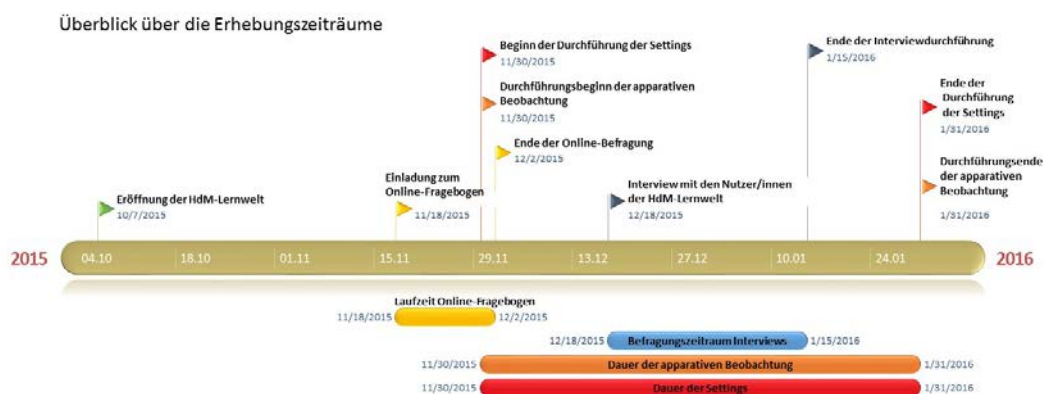 Überblick über die Erhebungszeiträume
Beginn der Durchführung der Settings
11/30/2015
Durchführungsbeginn der apparativen
Beobachtung
11/30/2015
Ende der Online-Befragung
12/2/2015
Ende der Interviewdurchführung
1/15/2016
Ende der
Durchführung
der Settings
1/31/2016
Durchführungsende
der apparativen
Beobachtung
1/31/2016
Eröffnung der HdM-Lernwelt
10/7/2015
Einladung zum
Online-Fragebogen
11/18/2015
Interview mit den Nutzer/innen
der HdM-Lernwelt
12/18/2015
2015 04.10 18.10 01.11 15.11 29.11 13.12 27.12 10.01 24.01 2016
Laufzeit Online-Fragebogen
11/18/2015 12/2/2015
12/18/2015 Befragungszeitraum Interviews 1/15/2016
11/30/2015 Dauer der apparativen Beobachtung 1/31/2016
11/30/2015 Dauer der Settings 1/31/2016